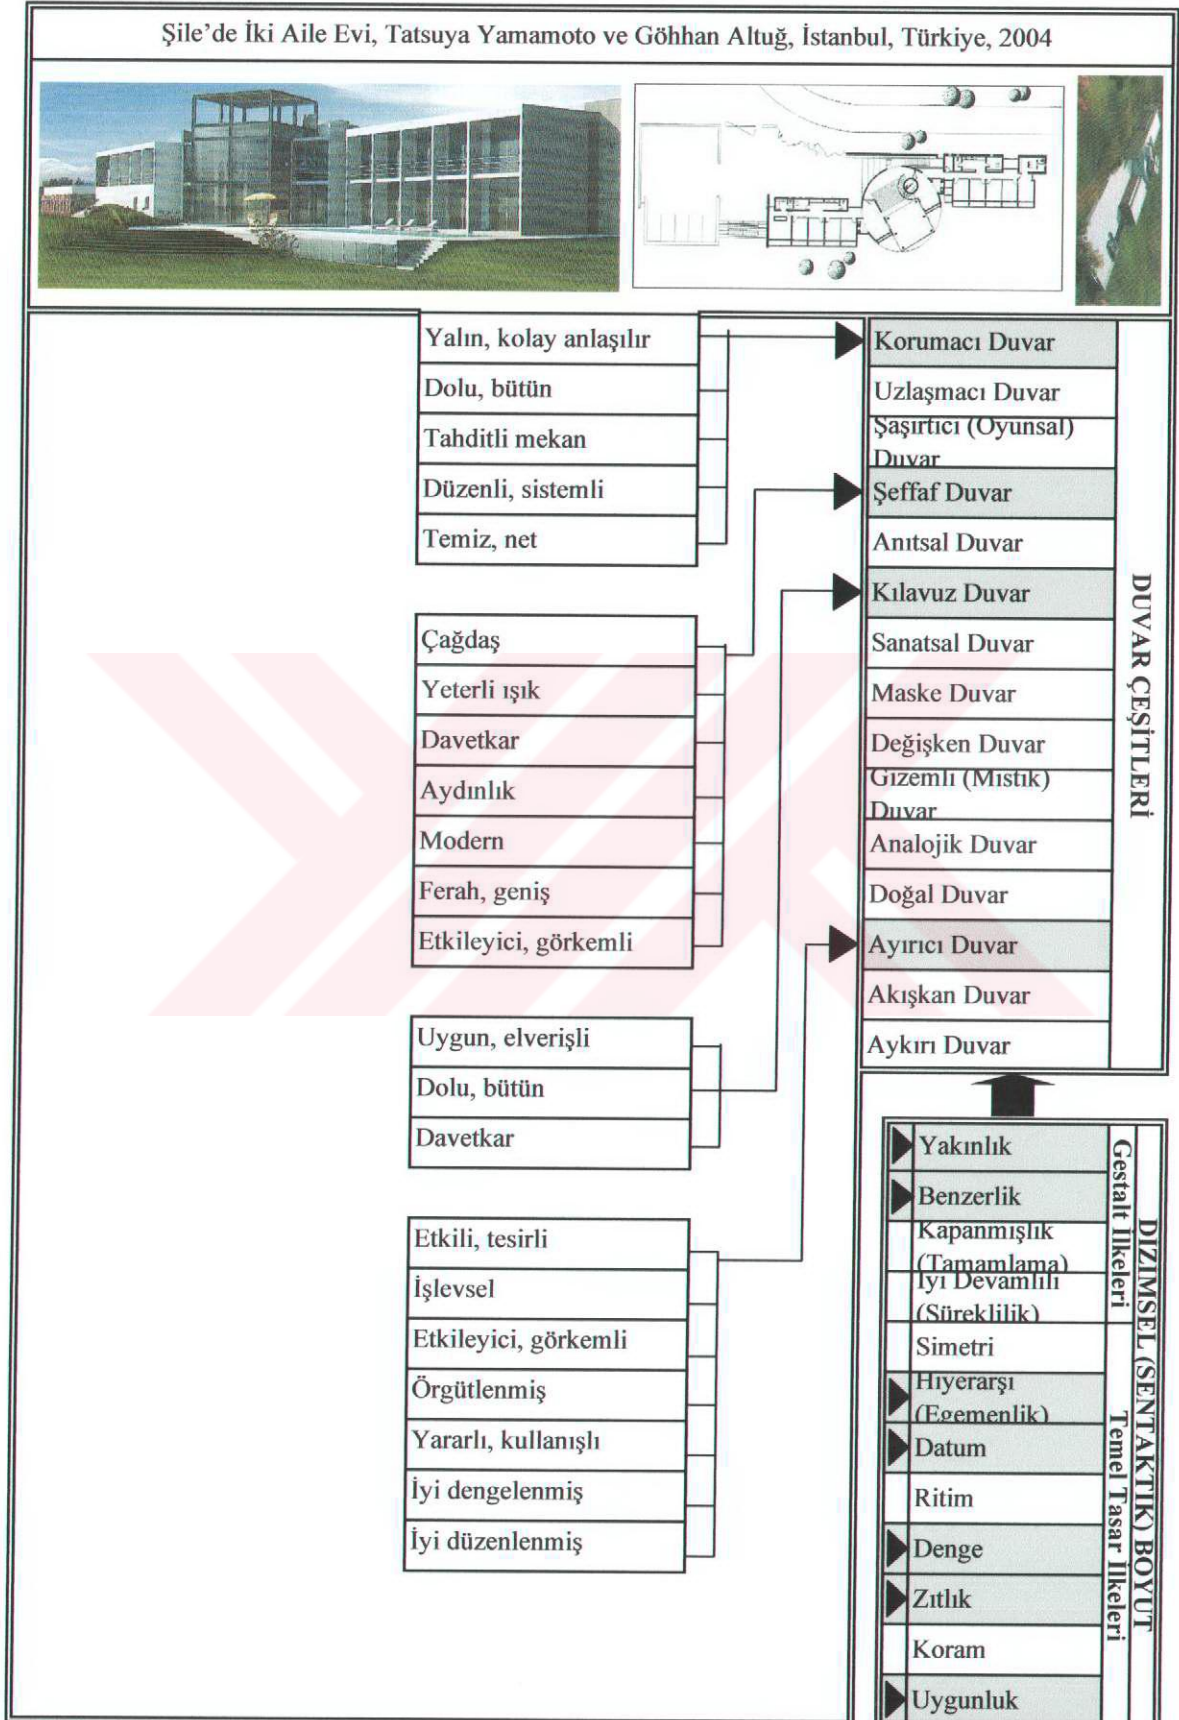 Şile’de İki Aile Evi, Tatsuya Yamamoto ve Göhhan Altuğ, İstanbul, Türkiye, 2004
Yalın, kolay anlaşılır
Dolu, bütün
Tahditli mekan
Düzenli, sistemli
Temiz, net
Çağdaş
Yeterli ışık
Davetkar
Aydınlık
Modern
Ferah, geniş
Etkileyici, görkemli
Uygun, elverişli
Dolu, bütün
Davetkar
Etkili, tesirli
İşlevsel
Etkileyici, görkemli
Örgütlenmiş
Yararlı, kullanışlı
İyi dengelenmiş
İyi düzenlenmiş
Korumacı Duvar
Uzlaşmacı Duvar
Şaşırtıcı (Oyunsal)
Duvar
Şeffaf Duvar
Anıtsal Duvar
Kılavuz Duvar
Sanatsal Duvar
Maske Duvar
Değişken Duvar
Gizemli (Mistik)
Duvar
Analojik Duvar
Doğal Duvar
Ayırıcı Duvar
Akışkan Duvar
Aykırı Duvar
DUVAR ÇEŞİTLERİ
Yakınlık
Benzerlik
Kapanmışlık
(Tamamlama)
İyi Devamlılı
(Süreklilik)
Simetri
Hiyerarşi
(Egemenlik)
Datum
Ritim
Denge
Zıtlık
Koram
Uygunluk
Gestalt İlkeleri
Temel Tasar İlkeleri
DİZİMSEL (SENTAKTİK) BOYUT